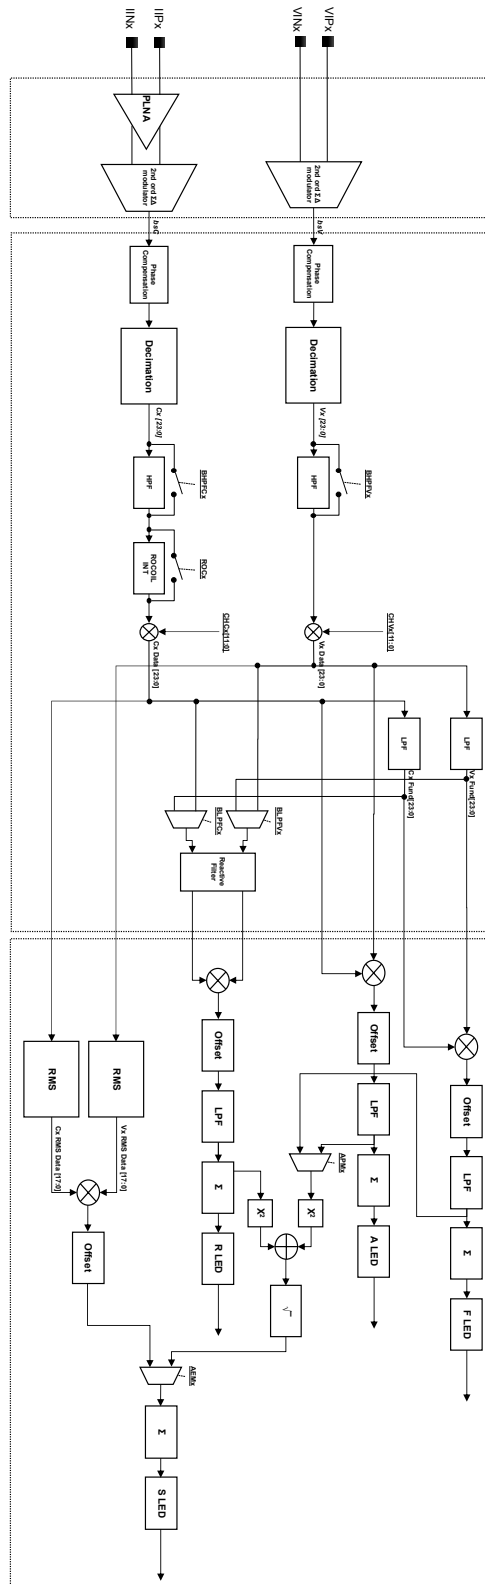 IINx
IIPx
VINx
VIPx
PLNA
2nd ord ΣΔ
modulator
2nd ord ΣΔ
modulator
bsC
bsV
Phase
Compensation
Phase
Compensation
Decimation
Decimation
Cx [23:0]
Vx [23:0]
HPF
BHPFCx
HPF
BHPFVx
ROCOIL
INT
ROCx
CHCx[11:0]
CHVx[11:0]
Cx Data [23:0]
Vx Data [23:0]
LPF
LPF
Cx Fund[23:0]
Vx Fund[23:0]
BLPFCx
BLPFVx
Reactive
Filter
RMS
RMS
Cx RMS Data [17:0]
Vx RMS Data [17:0]
Offset
Offset
LPF
Σ
R LED
Offset
LPF
Σ
A LED
Offset
LPF
Σ
F LED
APMx
X²
X²
√
AEMx
Σ
S LED